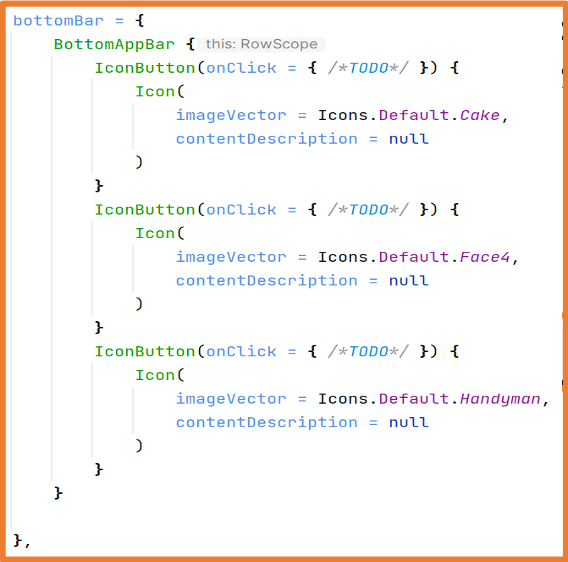 bottomBar = {
    BottomAppBar { this: RowScope
        IconButton(onClick = { /*TODO*/ }) {
            Icon(
                imageVector = Icons.Default.Cake,
                contentDescription = null
            )
        }
        IconButton(onClick = { /*TODO*/ }) {
            Icon(
                imageVector = Icons.Default.Face4,
                contentDescription = null
            )
        }
        IconButton(onClick = { /*TODO*/ }) {
            Icon(
                imageVector = Icons.Default.Handyman,
                contentDescription = null
            )
        }
    }
},